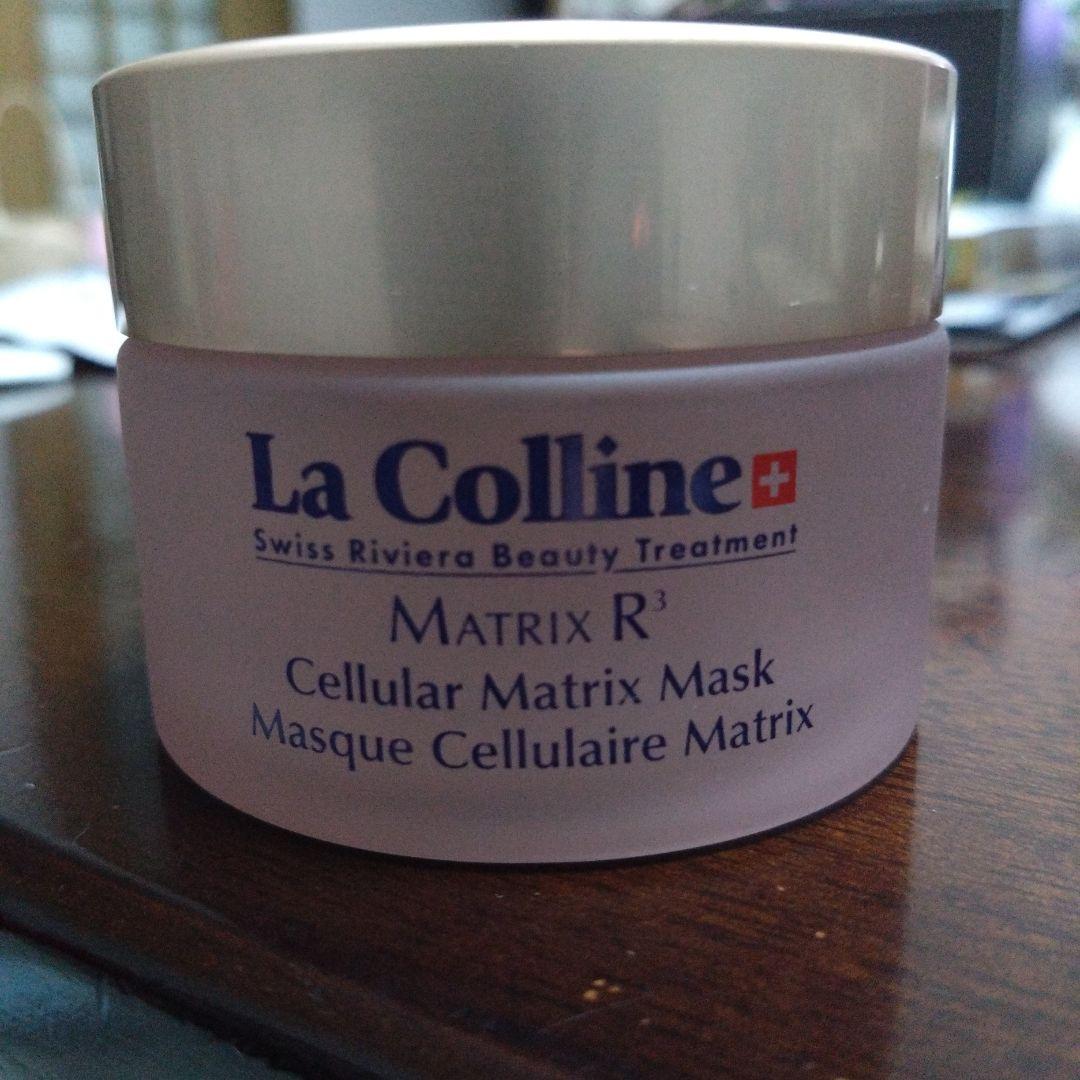 La Colline
Swiss Riviera Beauty Treatment
MATRIX R³
Cellular Matrix Mask
Masque Cellulaire Matrix